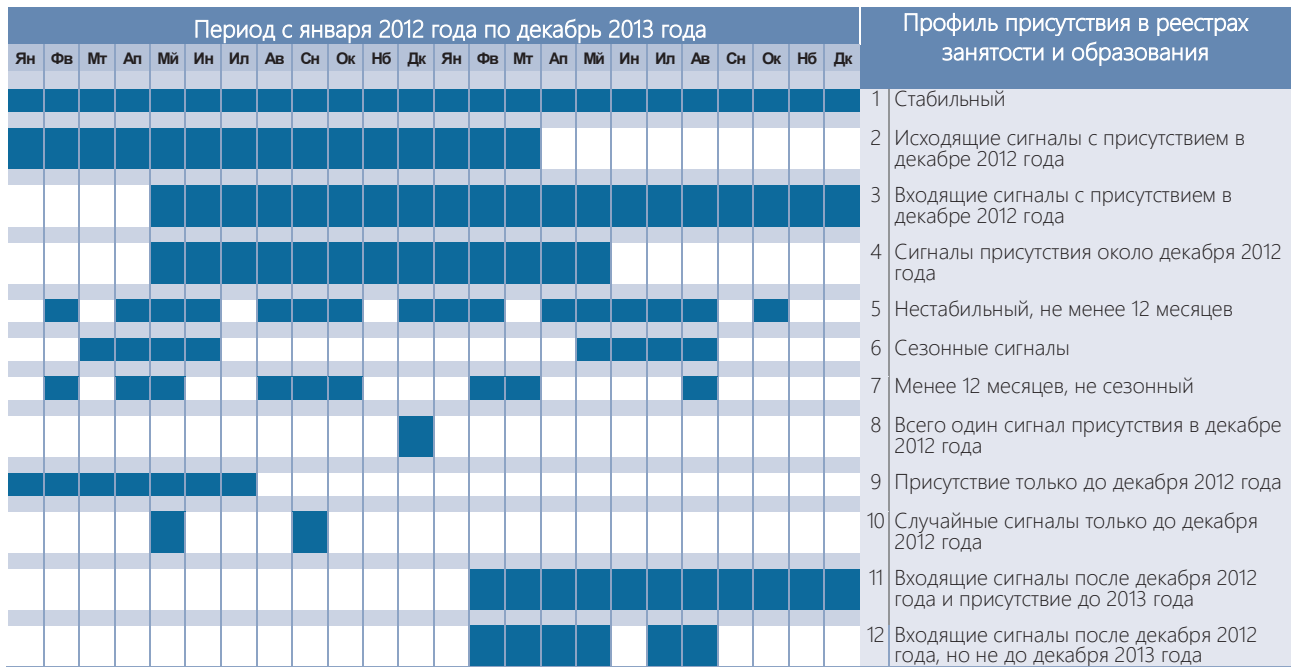 Период с января 2012 года по декабрь 2013 года
Профиль присутствия в реестрах
занятости и образования
Ян Фв Мт Ап Мй Ин Ил Ав Сн Ок Нб Дк Ян Фв Мт Ап Мй Ин Ил Ав Сн Ок Нб Дк
1 Стабильный
2 Исходящие сигналы с присутствием в
декабре 2012 года
3 Входящие сигналы с присутствием в
декабре 2012 года
4 Сигналы присутствия около декабря 2012
года
5 Нестабильный, не менее 12 месяцев
6 Сезонные сигналы
7 Менее 12 месяцев, не сезонный
8 Всего один сигнал присутствия в декабре
2012 года
9 Присутствие только до декабря 2012 года
10 Случайные сигналы только до декабря
2012 года
11 Входящие сигналы после декабря 2012
года и присутствие до 2013 года
12 Входящие сигналы после декабря 2012
года, но не до декабря 2013 года